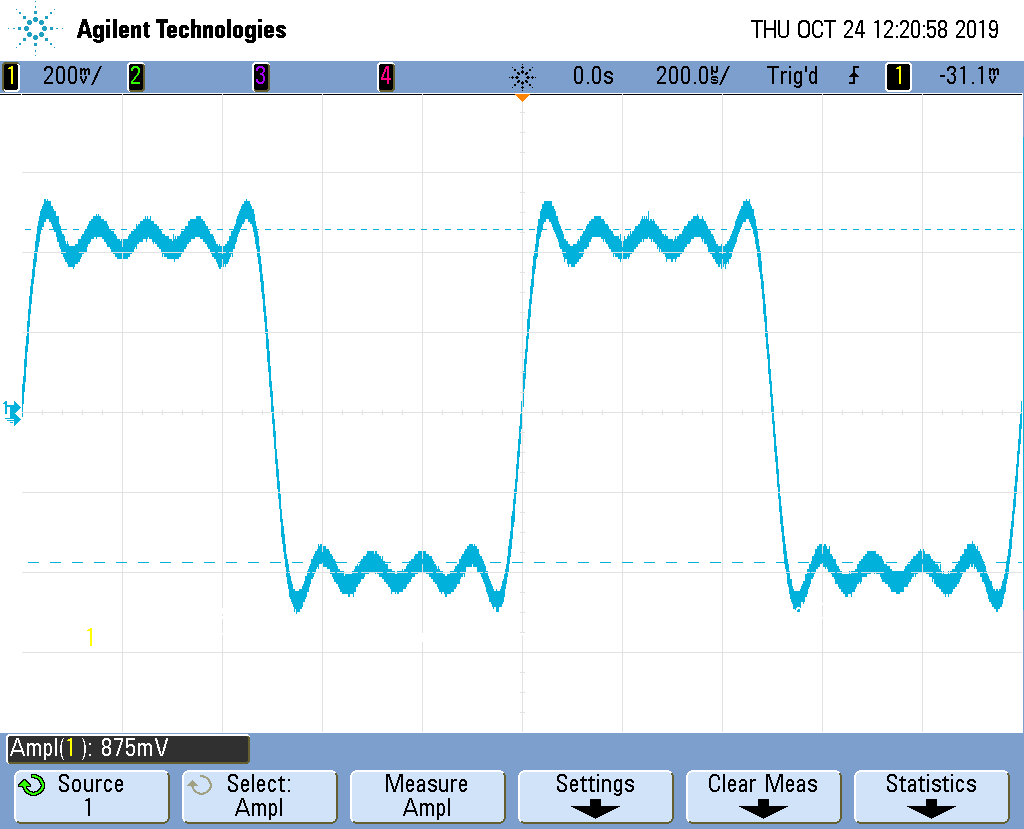 Agilent Technologies
THU OCT 24 12:20:58 2019
1 200mV/ 2 3 4 0.0s 200.0us/ Trig'd 1 -31.1mV
1
Ampl(1): 875mV
Source
1
Select:
Ampl
Measure
Ampl
Settings
Clear Meas
Statistics